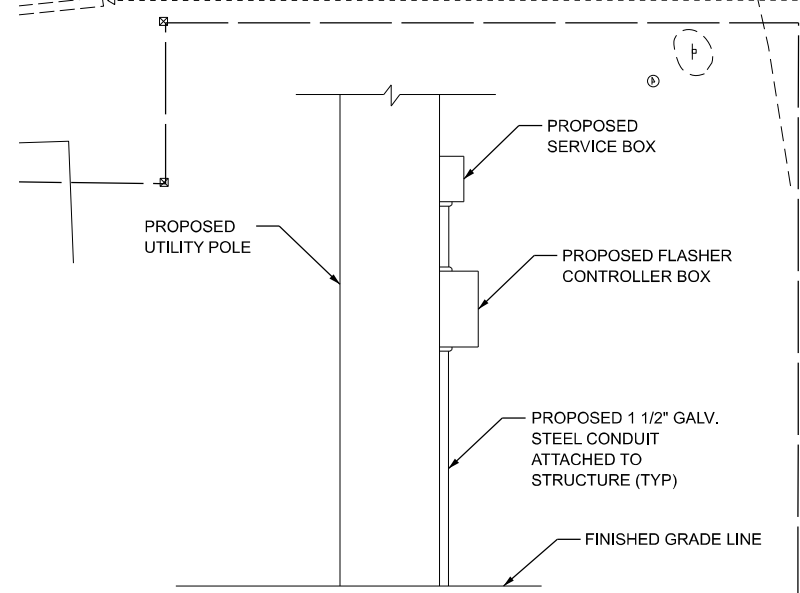 PROPOSED
SERVICE BOX
PROPOSED
UTILITY POLE
PROPOSED FLASHER
CONTROLLER BOX
PROPOSED 1 1/2" GALV.
STEEL CONDUIT
ATTACHED TO
STRUCTURE (TYP)
FINISHED GRADE LINE